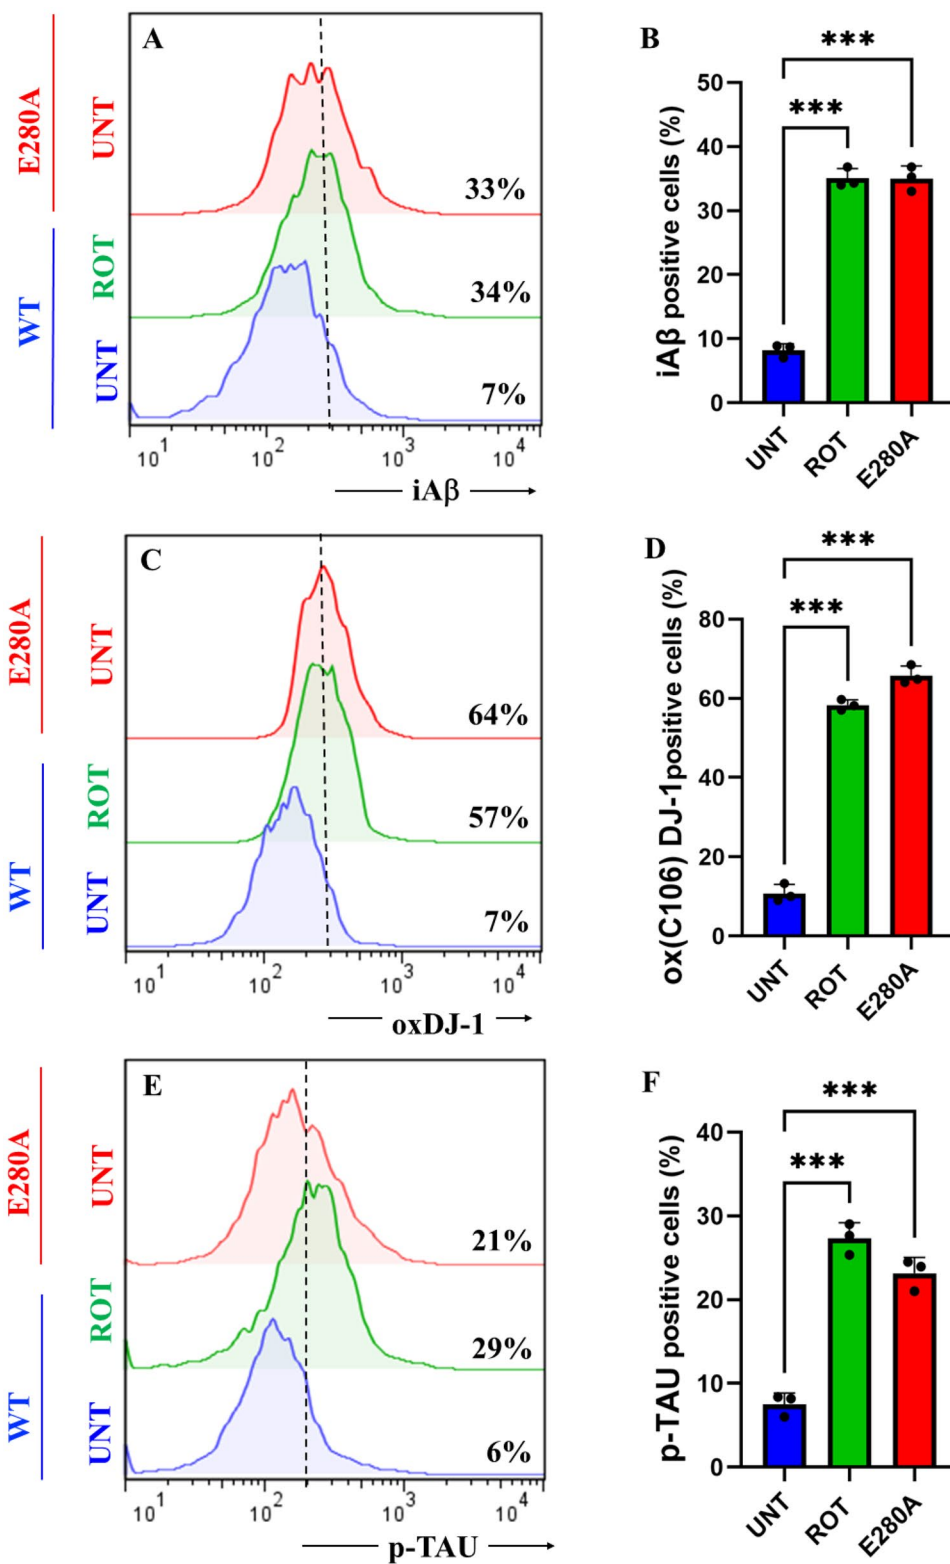 A
E280A
UNT
33%
ROT
34%
WT
UNT
7%
10¹ 10² 10³ 10⁴
iAβ
B
***
***
iAβ positive cells (%)
50
40
30
20
10
0
UNT
ROT
E280A
C
E280A
UNT
64%
ROT
57%
WT
UNT
7%
10¹ 10² 10³ 10⁴
oxDJ-1
D
***
***
ox(C106) DJ-1positive cells (%)
80
60
40
20
0
UNT
ROT
E280A
E
E280A
UNT
21%
ROT
29%
WT
UNT
6%
10¹ 10² 10³ 10⁴
p-TAU
F
***
***
p-TAU positive cells (%)
40
30
20
10
0
UNT
ROT
E280A